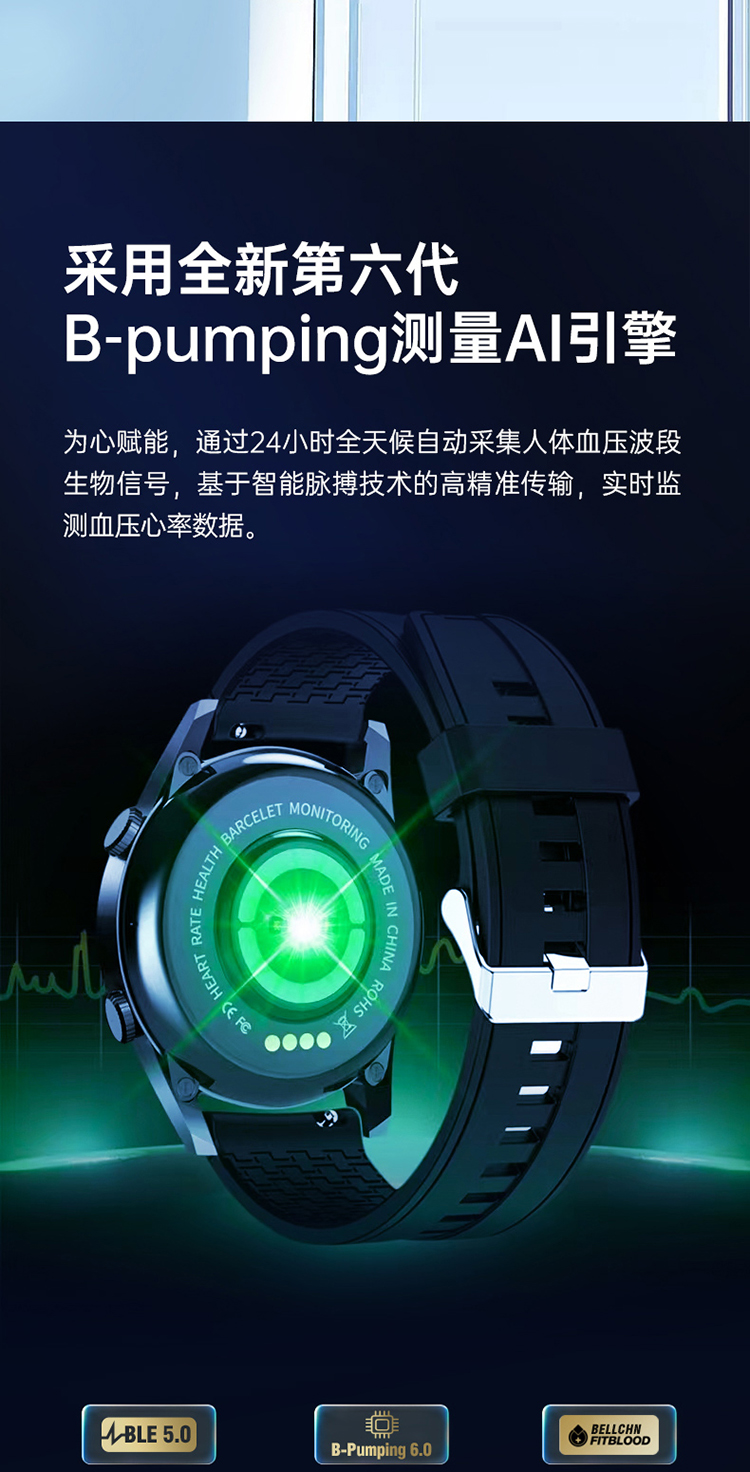 采用全新第六代
B-pumping测量AI引擎
为心赋能，通过24小时全天候自动采集人体血压波段
生物信号，基于智能脉搏技术的高精准传输，实时监
测血压心率数据。
HEART RATE HEALTH BARCELET MONITORING MADE IN CHINA ROHS
CE FC
BLE 5.0
B-Pumping 6.0
BELLCHN
FITBLOOD